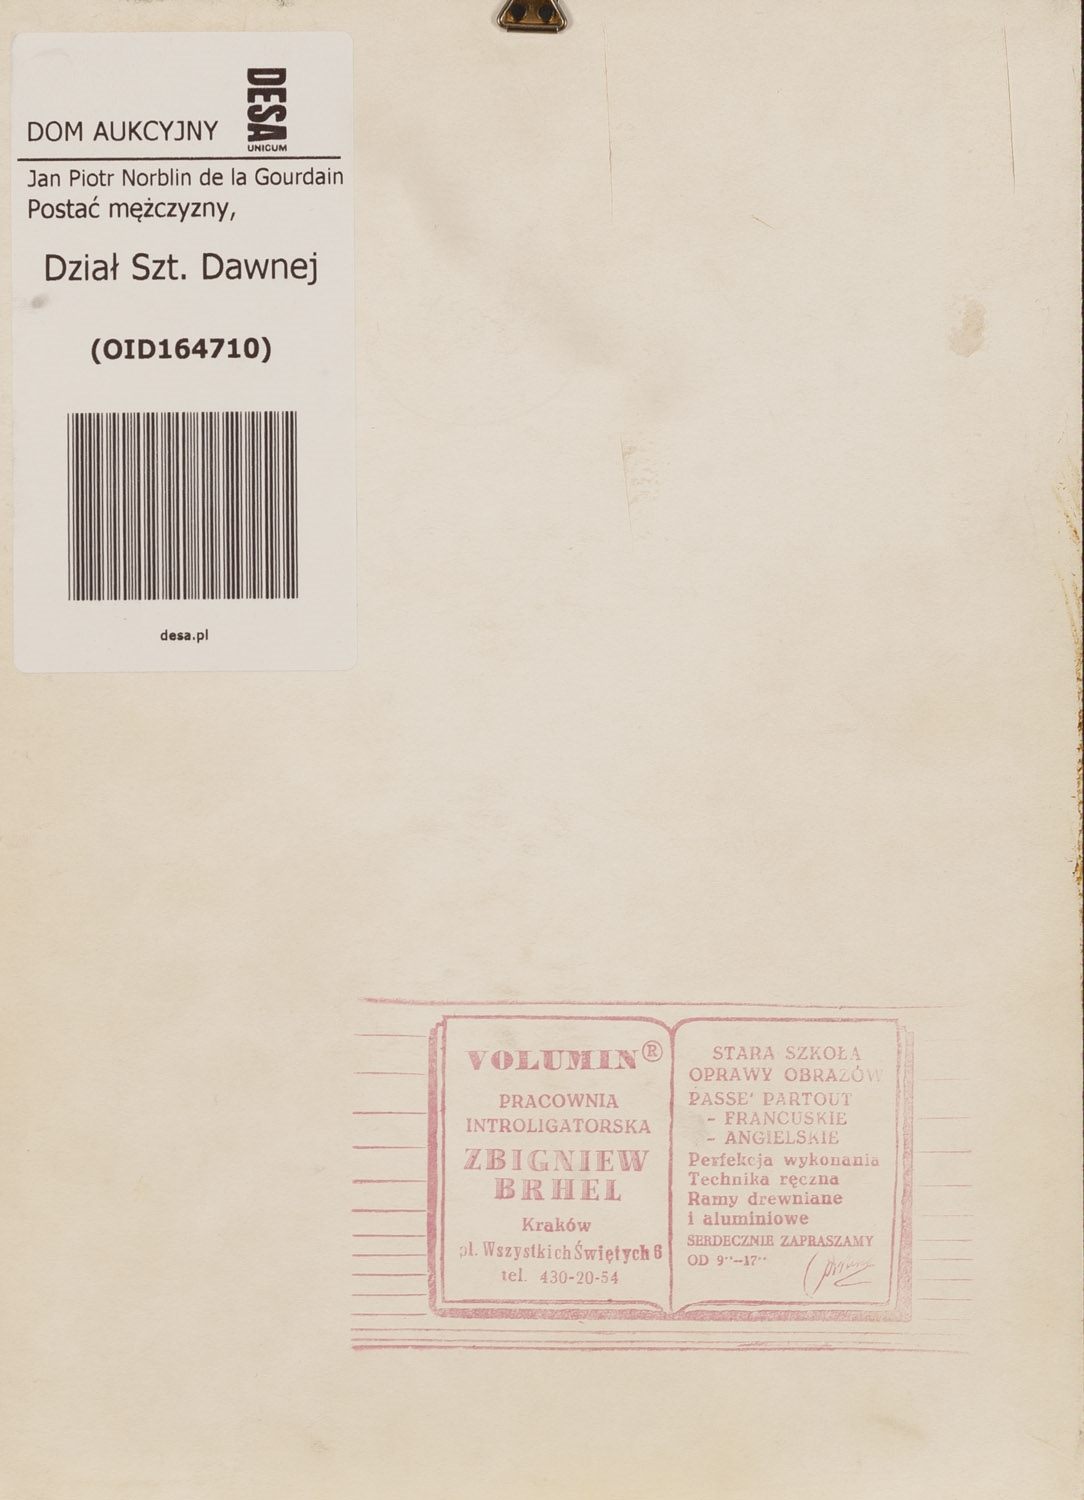 DOM AUKCYJNY
DESA
UNICUM
Jan Piotr Norblin de la Gourdain
Postać mężczyzny,
Dział Szt. Dawnej
(OID164710)
desa.pl
VOLUMIN®
PRACOWNIA
INTROLIGATORSKA
ZBIGNIEW
BRHEL
Kraków
pl. Wszystkich Świętych 8
tel. 430-20-54
STARA SZKOŁA
OPRAWY OBRAZÓW
PASSE' PARTOUT
- FRANCUSKIE
- ANGIELSKIE
Perfekcja wykonania
Technika ręczna
Ramy drewniane
i aluminiowe
SERDECZNIE ZAPRASZAMY
OD 9⁰⁰–17⁰⁰